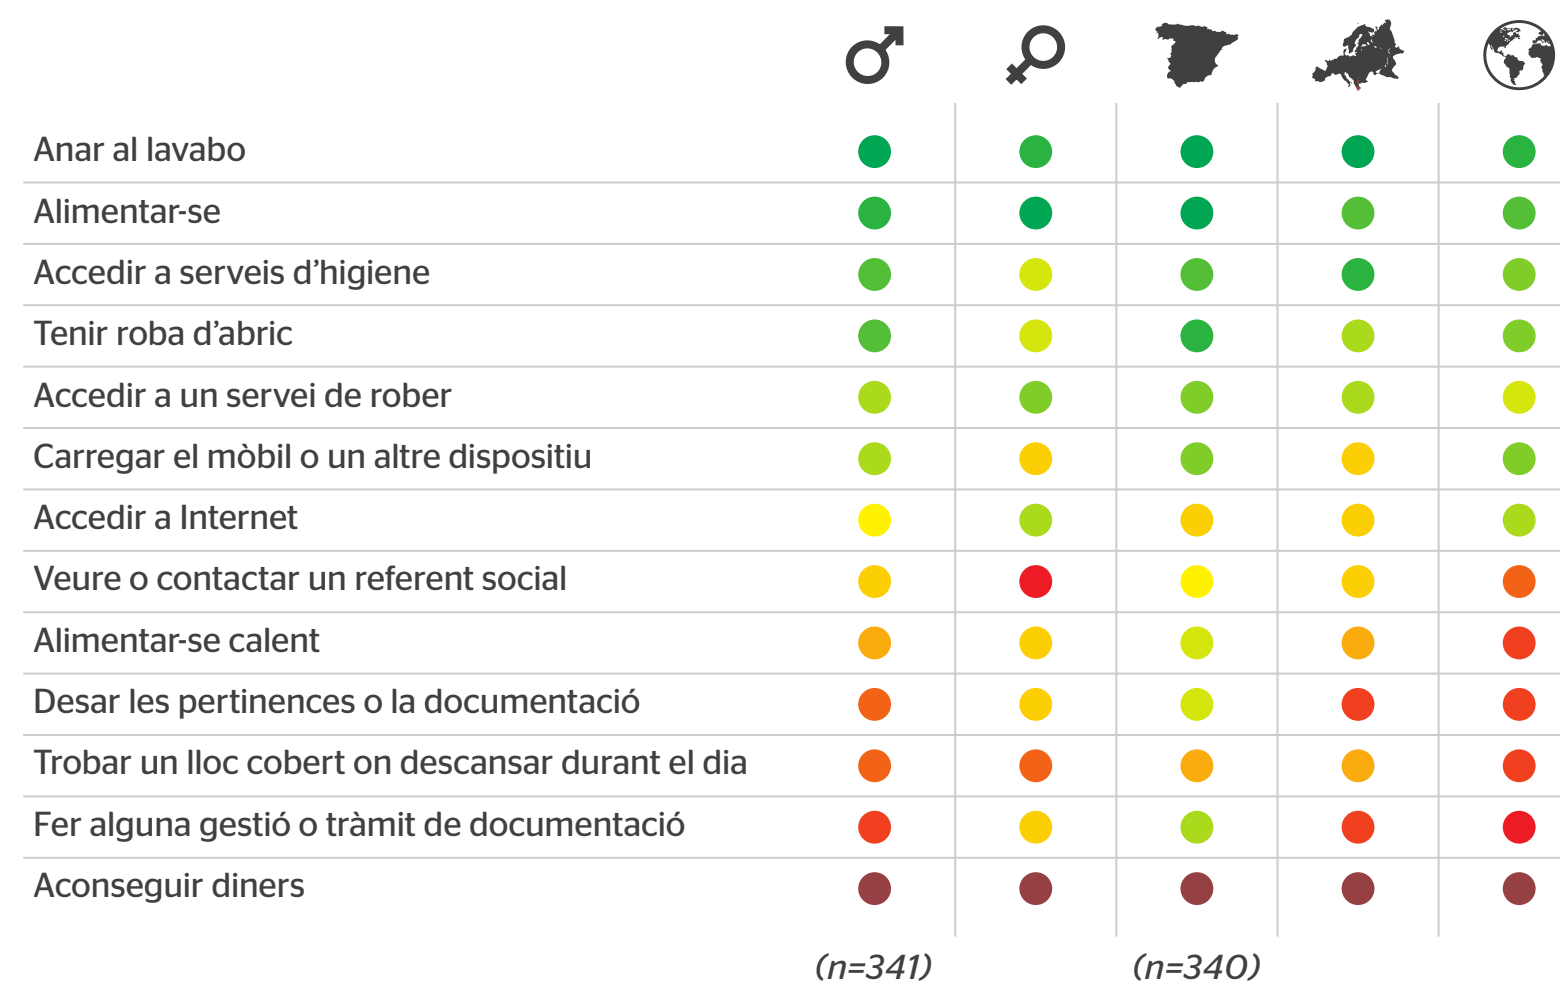 Anar al lavabo
Alimentar-se
Accedir a serveis d’higiene
Tenir roba d’abric
Accedir a un servei de rober
Carregar el mòbil o un altre dispositiu
Accedir a Internet
Veure o contactar un referent social
Alimentar-se calent
Desar les pertinences o la documentació
Trobar un lloc cobert on descansar durant el dia
Fer alguna gestió o tràmit de documentació
Aconseguir diners
(n=341) (n=340)